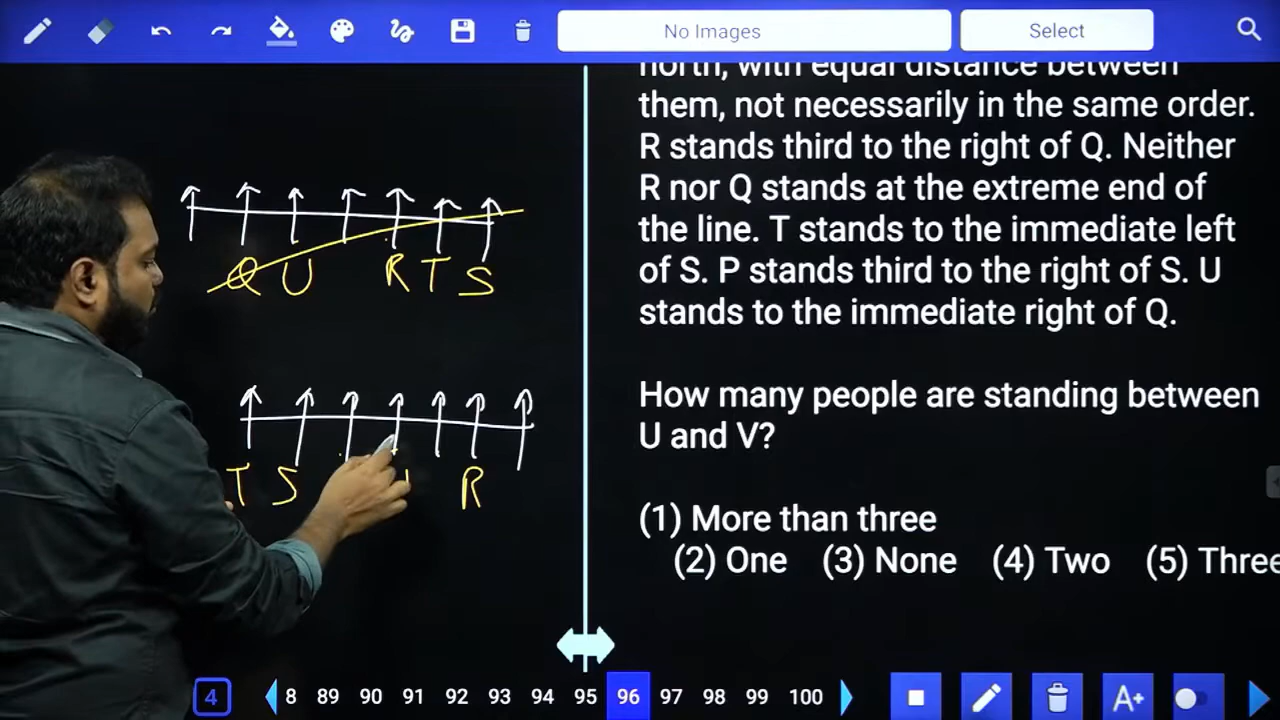 No Images
Select
north, with equal distance between
them, not necessarily in the same order.
R stands third to the right of Q. Neither
R nor Q stands at the extreme end of
the line. T stands to the immediate left
of S. P stands third to the right of S. U
stands to the immediate right of Q.
How many people are standing between
U and V?
(1) More than three
(2) One (3) None (4) Two (5) Three
Q U R T S
T S R
4 8 89 90 91 92 93 94 95 96 97 98 99 100 A+